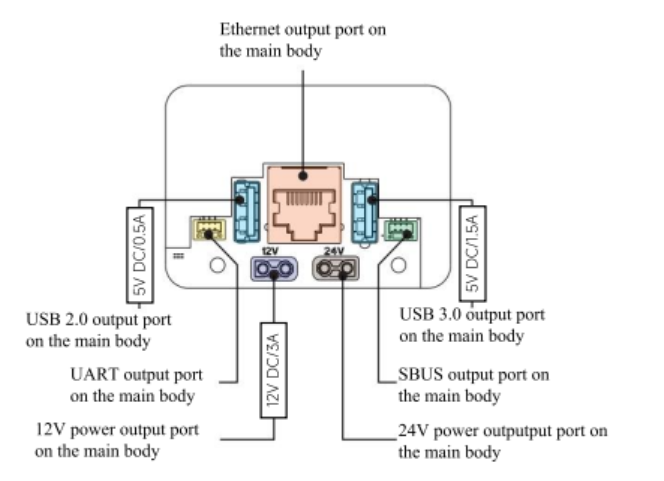 Ethernet output port on
the main body
12V
24V
5V DC/0.5A
5V DC/1.5A
USB 2.0 output port
on the main body
USB 3.0 output port
on the main body
12V DC/3A
UART output port
on the main body
SBUS output port on
the main body
12V power output port
on the main body
24V power outputput port on
the main body